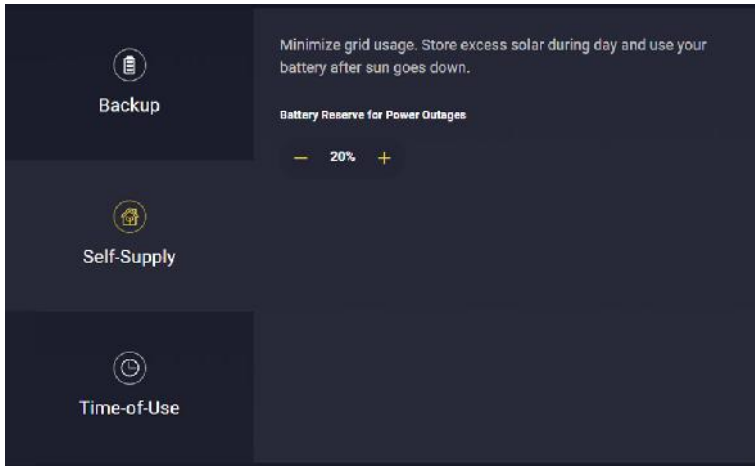 Backup
Self-Supply
Time-of-Use
Minimize grid usage. Store excess solar during day and use your
battery after sun goes down.
Battery Reserve for Power Outages
− 20% +